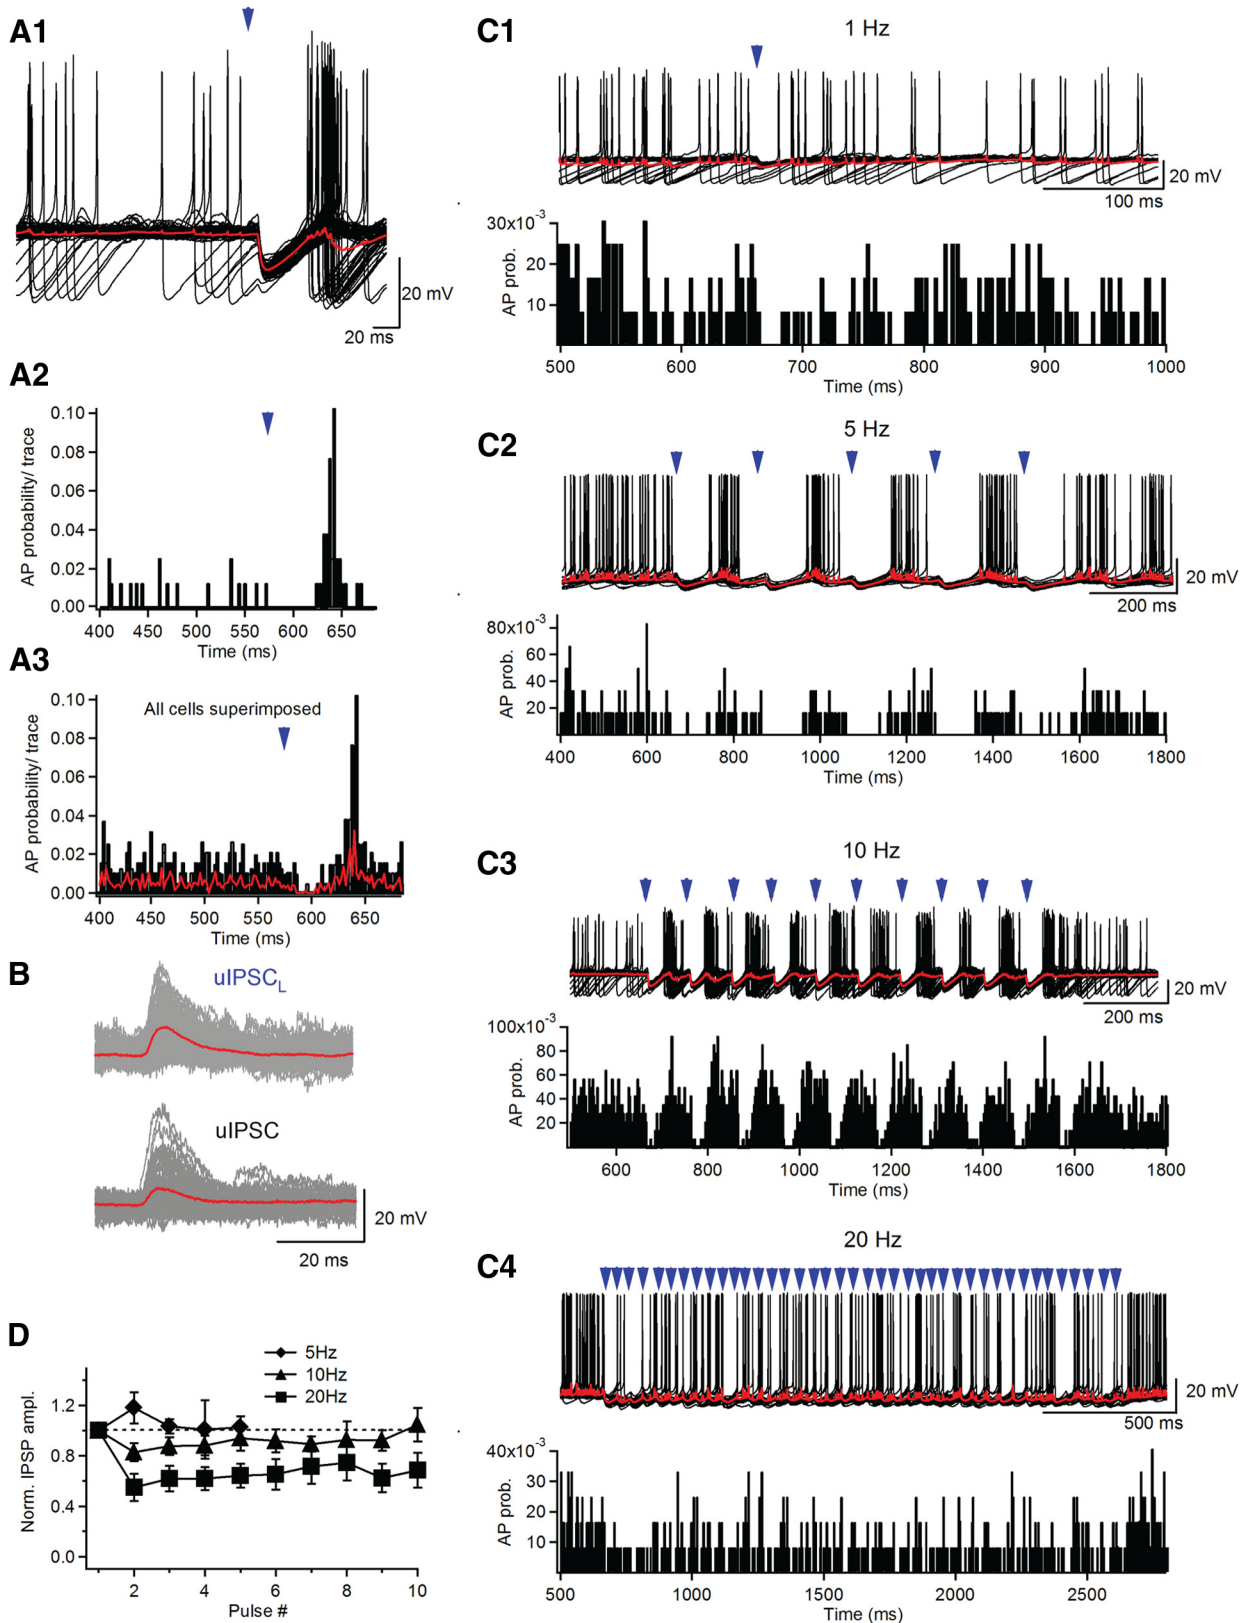 A1
20 mV
20 ms
A2
0.10
0.08
0.06
0.04
0.02
0.00
AP probability/ trace
400 450 500 550 600 650
Time (ms)
A3
All cells superimposed
0.10
0.08
0.06
0.04
0.02
0.00
AP probability/ trace
400 450 500 550 600 650
Time (ms)
B
uIPSCL
uIPSC
20 mV
20 ms
D
5Hz
10Hz
20Hz
1.2
0.8
0.4
0.0
Norm. IPSP ampl.
2 4 6 8 10
Pulse #
C1
1 Hz
20 mV
100 ms
30x10-3
20
10
AP prob.
500 600 700 800 900 1000
Time (ms)
C2
5 Hz
20 mV
200 ms
80x10-3
60
40
20
AP prob.
400 600 800 1000 1200 1400 1600 1800
Time (ms)
C3
10 Hz
20 mV
200 ms
100x10-3
80
60
40
20
AP prob.
600 800 1000 1200 1400 1600 1800
Time (ms)
C4
20 Hz
20 mV
500 ms
40x10-3
30
20
10
AP prob.
500 1000 1500 2000 2500
Time (ms)